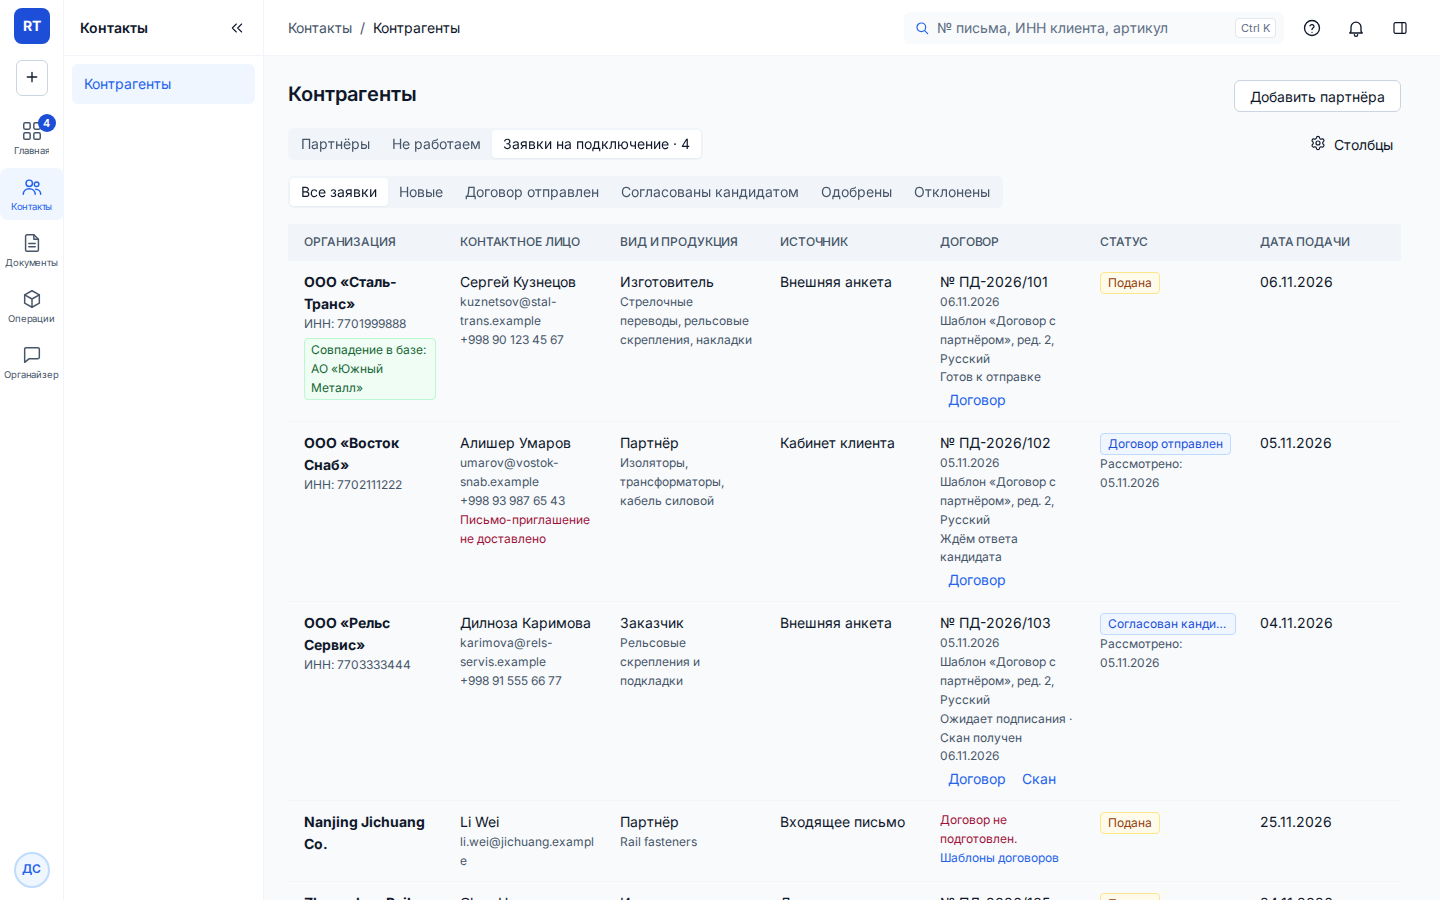 RT
Контакты
Контакты / Контрагенты
№ письма, ИНН клиента, артикул
Ctrl K
+
4
Главная
Контакты
Документы
Операции
Органайзер
ДС
Контрагенты
Контрагенты
Добавить партнёра
Партнёры
Не работаем
Заявки на подключение · 4
Столбцы
Все заявки
Новые
Договор отправлен
Согласованы кандидатом
Одобрены
Отклонены
ОРГАНИЗАЦИЯ
КОНТАКТНОЕ ЛИЦО
ВИД И ПРОДУКЦИЯ
ИСТОЧНИК
ДОГОВОР
СТАТУС
ДАТА ПОДАЧИ
ООО «Сталь-
Транс»
ИНН: 7701999888
Совпадение в базе:
АО «Южный
Металл»
Сергей Кузнецов
kuznetsov@stal-
trans.example
+998 90 123 45 67
Изготовитель
Стрелочные
переводы, рельсовые
скрепления, накладки
Внешняя анкета
№ ПД-2026/101
06.11.2026
Шаблон «Договор с
партнёром», ред. 2,
Русский
Готов к отправке
Договор
Подана
06.11.2026
ООО «Восток
Снаб»
ИНН: 7702111222
Алишер Умаров
umarov@vostok-
snab.example
+998 93 987 65 43
Письмо-приглашение
не доставлено
Партнёр
Изоляторы,
трансформаторы,
кабель силовой
Кабинет клиента
№ ПД-2026/102
05.11.2026
Шаблон «Договор с
партнёром», ред. 2,
Русский
Ждём ответа
кандидата
Договор
Договор отправлен
Рассмотрено:
05.11.2026
05.11.2026
ООО «Рельс
Сервис»
ИНН: 7703333444
Дилноза Каримова
karimova@rels-
servis.example
+998 91 555 66 77
Заказчик
Рельсовые
скрепления и
подкладки
Внешняя анкета
№ ПД-2026/103
05.11.2026
Шаблон «Договор с
партнёром», ред. 2,
Русский
Ожидает подписания ·
Скан получен
06.11.2026
Договор
Скан
Согласован канди...
Рассмотрено:
05.11.2026
04.11.2026
Nanjing Jichuang
Co.
Li Wei
li.wei@jichuang.exampl
e
Партнёр
Rail fasteners
Входящее письмо
Договор не
подготовлен.
Шаблоны договоров
Подана
25.11.2026